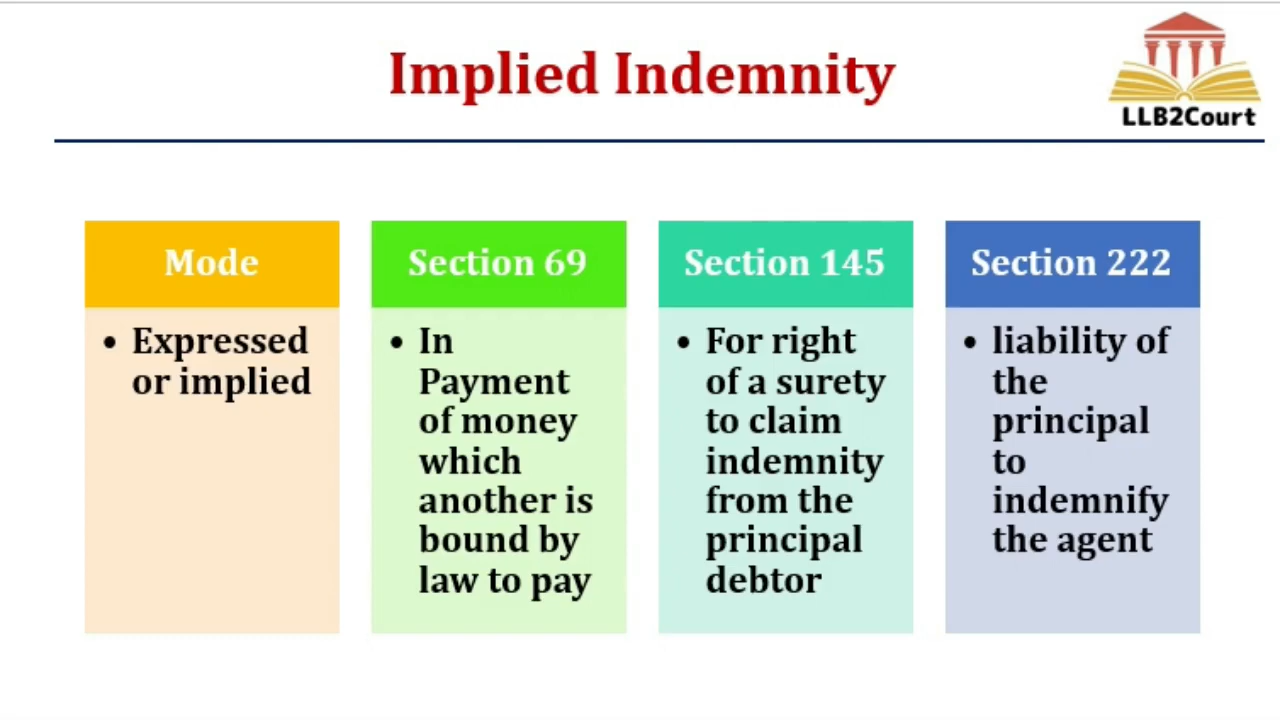 Implied Indemnity
LLB2Court
Mode
• Expressed
or implied
Section 69
• In
Payment
of money
which
another is
bound by
law to pay
Section 145
• For right
of a surety
to claim
indemnity
from the
principal
debtor
Section 222
• liability of
the
principal
to
indemnify
the agent